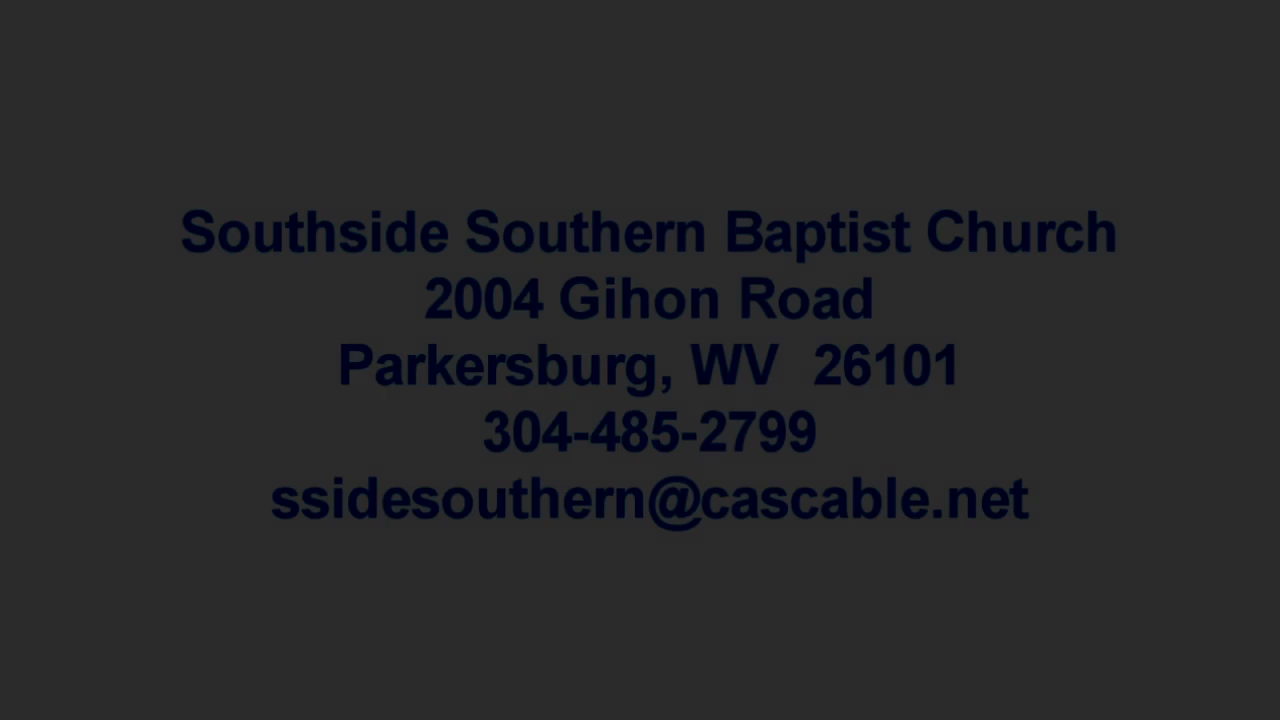 Southside Southern Baptist Church
2004 Gihon Road
Parkersburg, WV  26101
304-485-2799
ssidesouthern@cascable.net